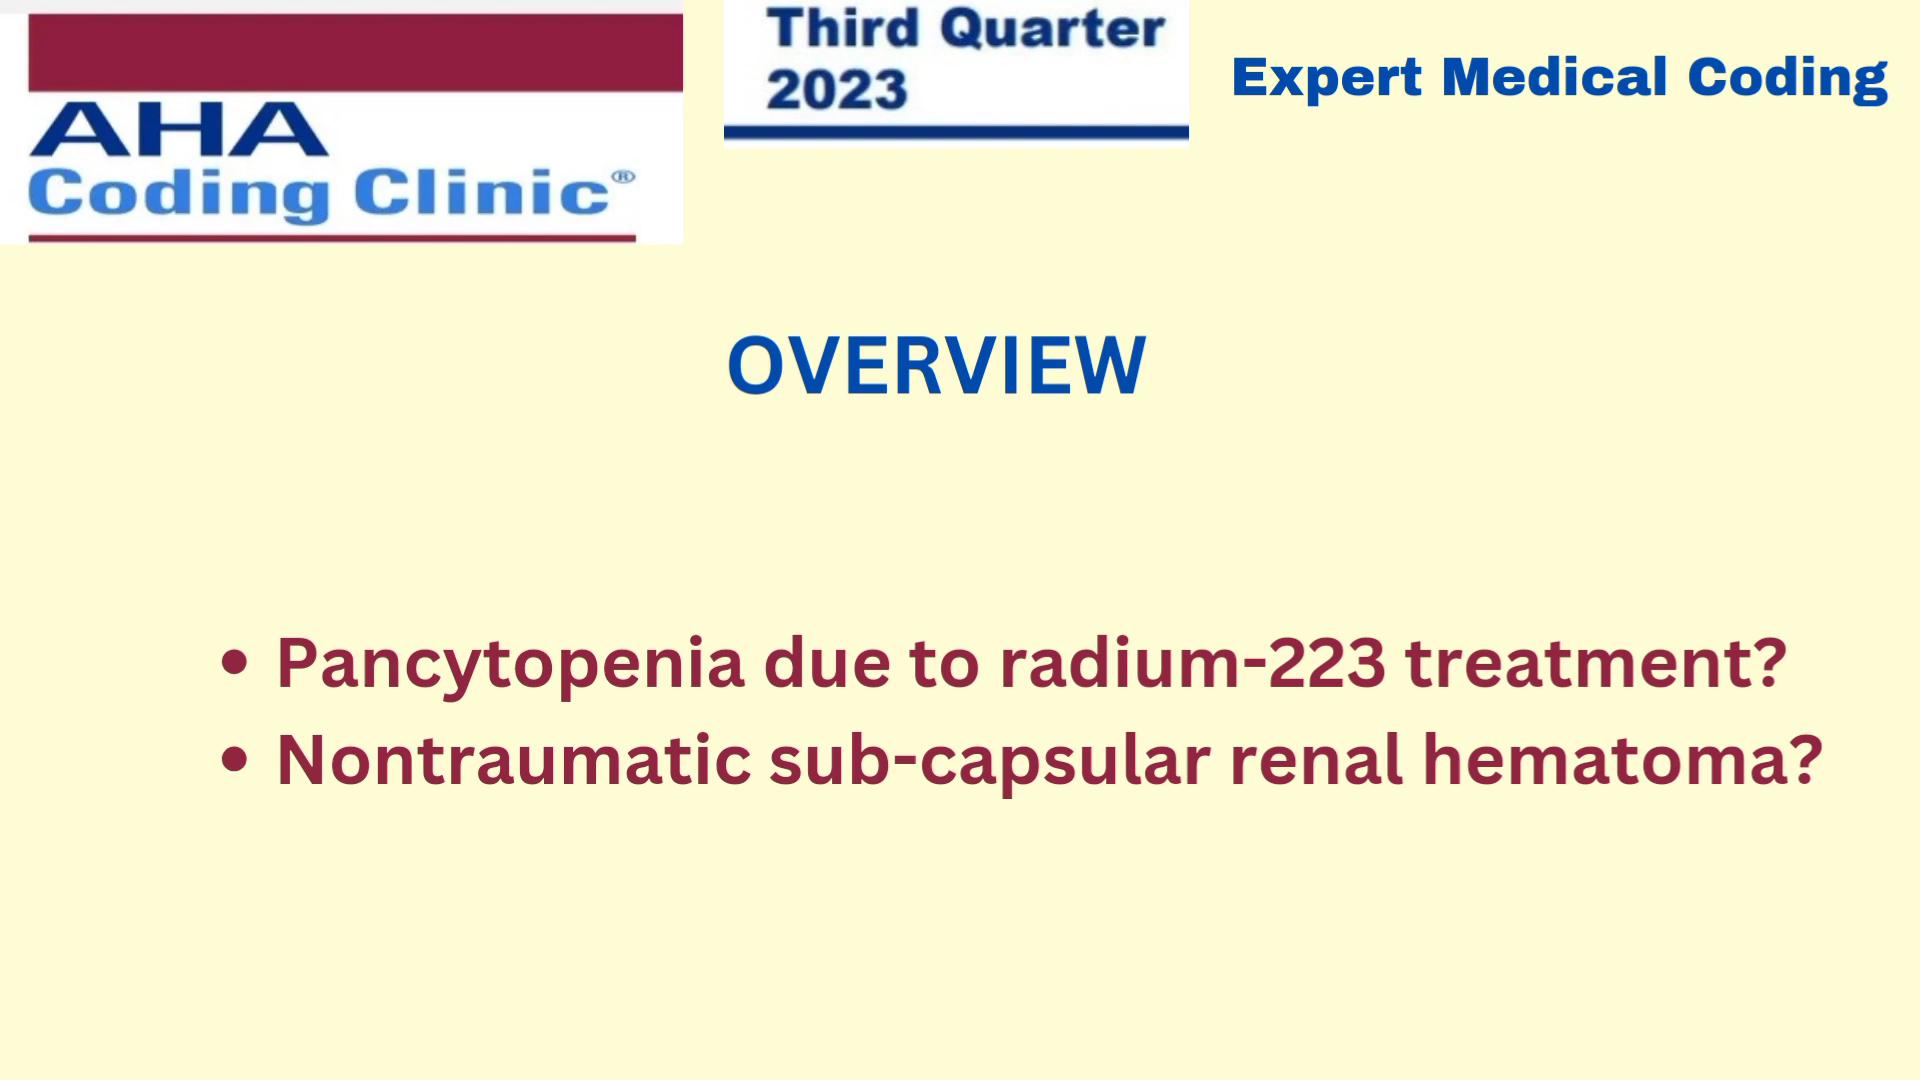 AHA
Coding Clinic®
Third Quarter
2023
Expert Medical Coding
OVERVIEW
• Pancytopenia due to radium-223 treatment?
• Nontraumatic sub-capsular renal hematoma?